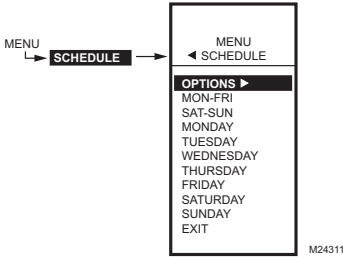 MENU
SCHEDULE
MENU
◄ SCHEDULE
OPTIONS ►
MON-FRI
SAT-SUN
MONDAY
TUESDAY
WEDNESDAY
THURSDAY
FRIDAY
SATURDAY
SUNDAY
EXIT
M24311